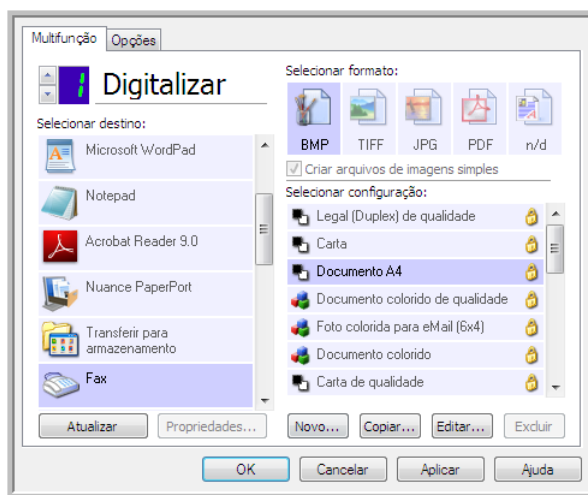 Multifunção
Opções
1
Digitalizar
Selecionar destino:
Microsoft WordPad
Notepad
Acrobat Reader 9.0
Nuance PaperPort
Transferir para
armazenamento
Fax
Atualizar
Propriedades...
Selecionar formato:
BMP
TIFF
JPG
PDF
n/d
Criar arquivos de imagens simples
Selecionar configuração:
Legal (Duplex) de qualidade
Carta
Documento A4
Documento colorido de qualidade
Foto colorida para eMail (6x4)
Documento colorido
Carta de qualidade
Novo...
Copiar...
Editar...
Excluir
OK
Cancelar
Aplicar
Ajuda